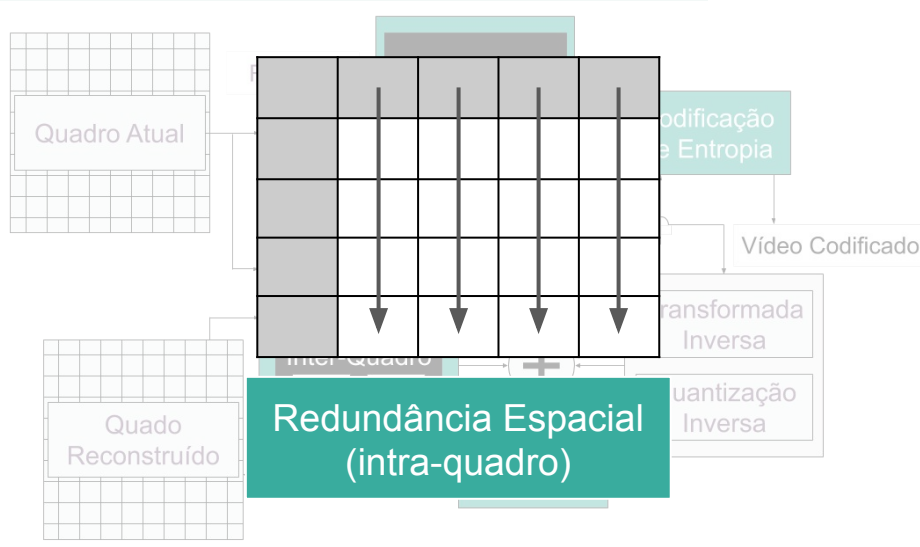 Quadro Atual
odificação
e Entropia
Vídeo Codificado
ransformada
Inversa
Inter-Quadro
uantização
Inversa
Redundância Espacial
(intra-quadro)
Quado
Reconstruído